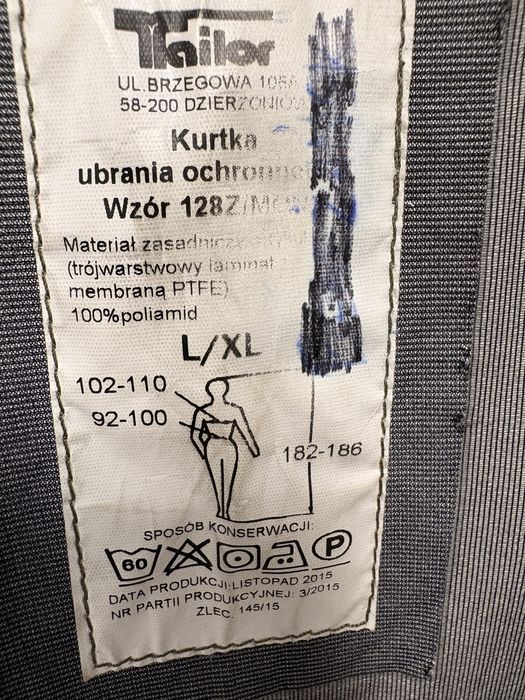 Tailor
UL.BRZEGOWA
58-200 DZIERŻONIÓW
Kurtka
ubrania
Wzór 128Z/MON
Materiał zasadniczy
(trójwarstwowy laminat
membraną PTFE)
100%poliamid
L/XL
102-110
92-100
182-186
SPOSÓB KONSERWACJI:
60
P
DATA PRODUKCJI:LISTOPAD 2015
NR PARTII PRODUKCYJNEJ: 3/2015
ZLEC. 145/15